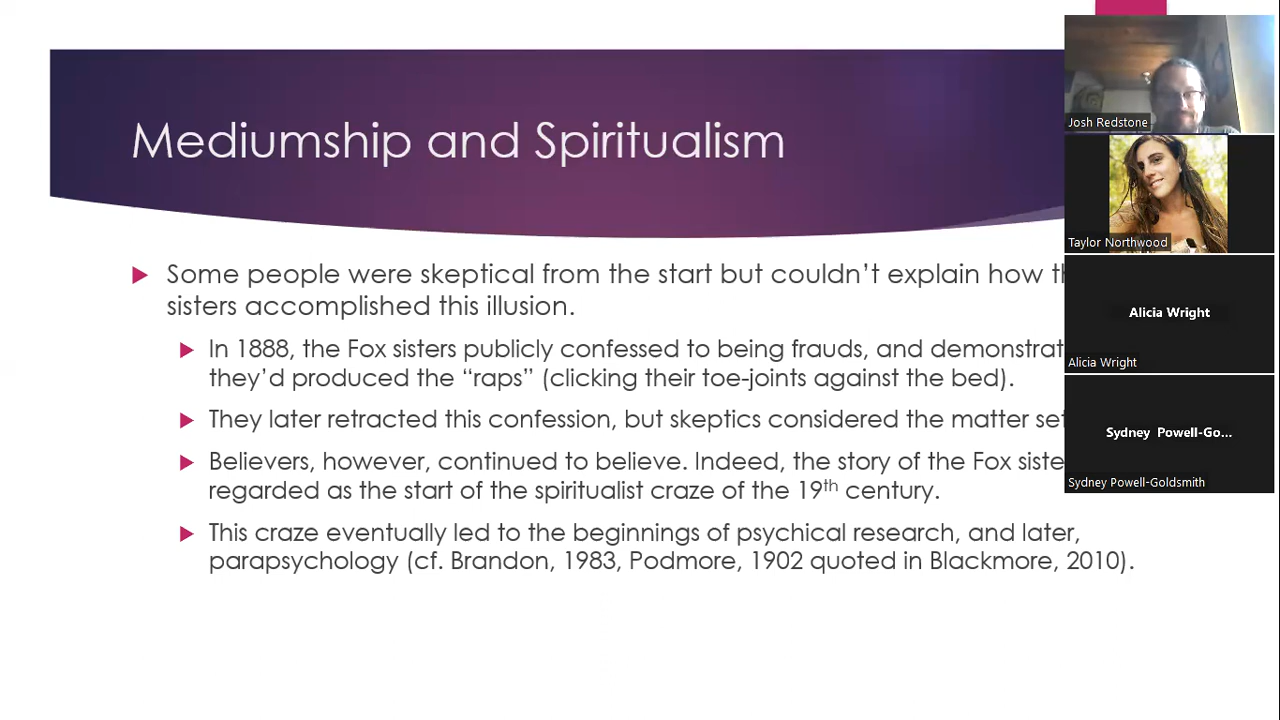 Mediumship and Spiritualism
Some people were skeptical from the start but couldn’t explain how
sisters accomplished this illusion.
In 1888, the Fox sisters publicly confessed to being frauds, and
they’d produced the “raps” (clicking their toe-joints against the bed).
They later retracted this confession, but skeptics considered the matter
Believers, however, continued to believe. Indeed, the story of the Fox
regarded as the start of the spiritualist craze of the 19th century.
This craze eventually led to the beginnings of psychical research, and later,
parapsychology (cf. Brandon, 1983, Podmore, 1902 quoted in Blackmore, 2010).
Josh Redstone
Taylor Northwood
Alicia Wright
Alicia Wright
Sydney Powell-Go...
Sydney Powell-Goldsmith